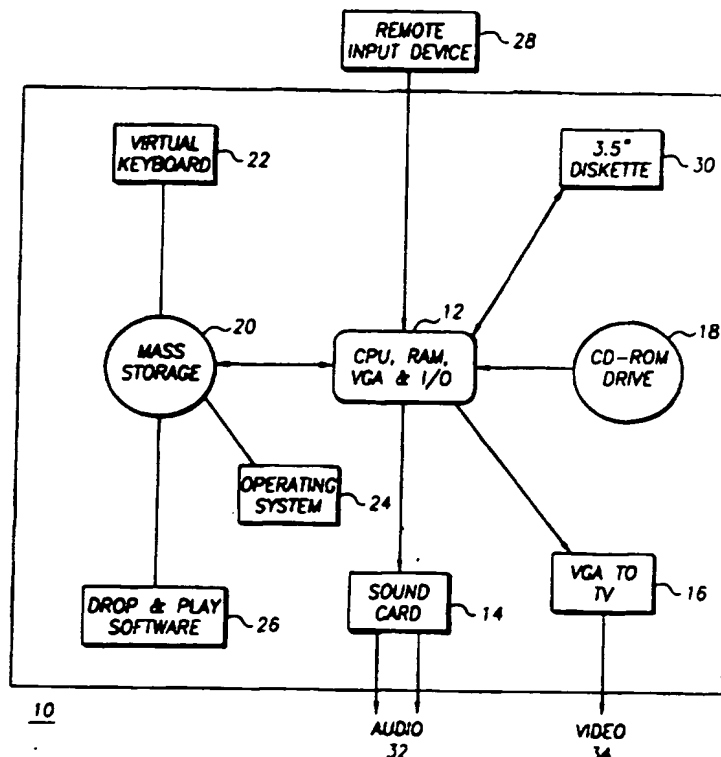 REMOTE
INPUT DEVICE
28
VIRTUAL
KEYBOARD
22
3.5"
DISKETTE
30
20
MASS
STORAGE
12
CPU, RAM,
VGA & I/O
18
CD-ROM
DRIVE
OPERATING
SYSTEM
24
DROP & PLAY
SOFTWARE
26
SOUND
CARD
14
VGA TO
TV
16
10
AUDIO
32
VIDEO
34